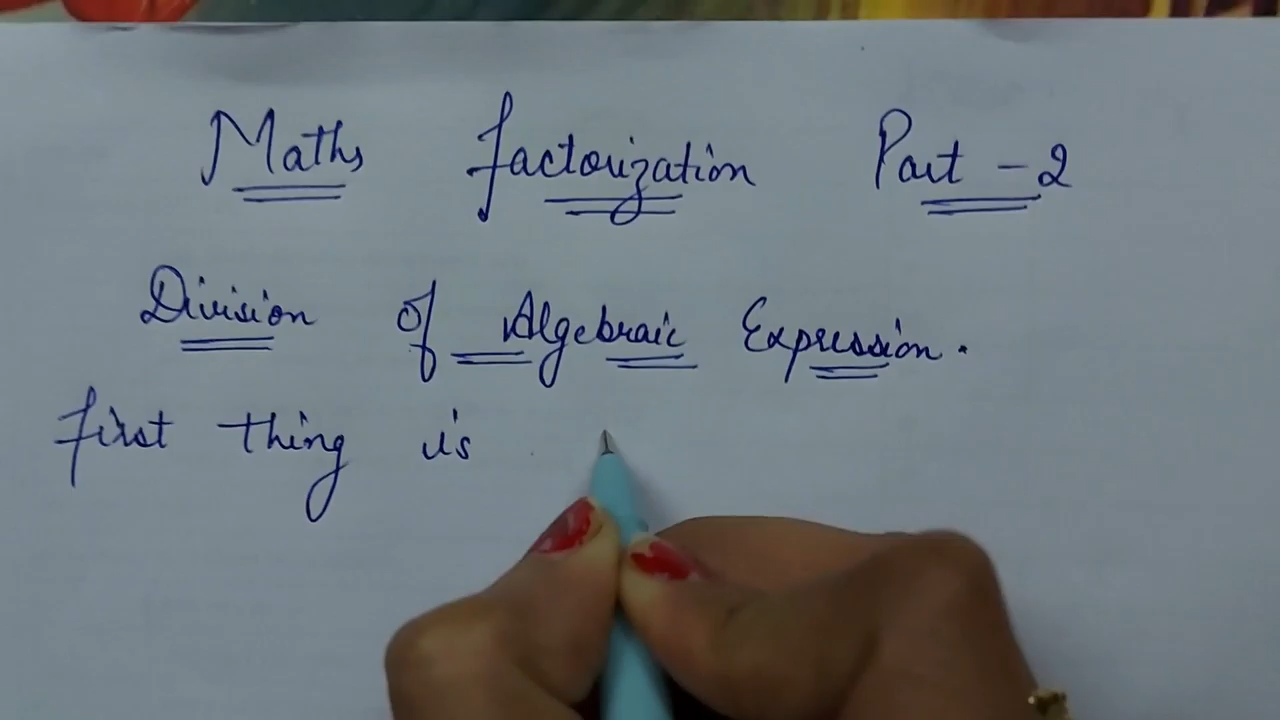 Maths Factorization Part - 2
Division of Algebraic Expression.
First thing is